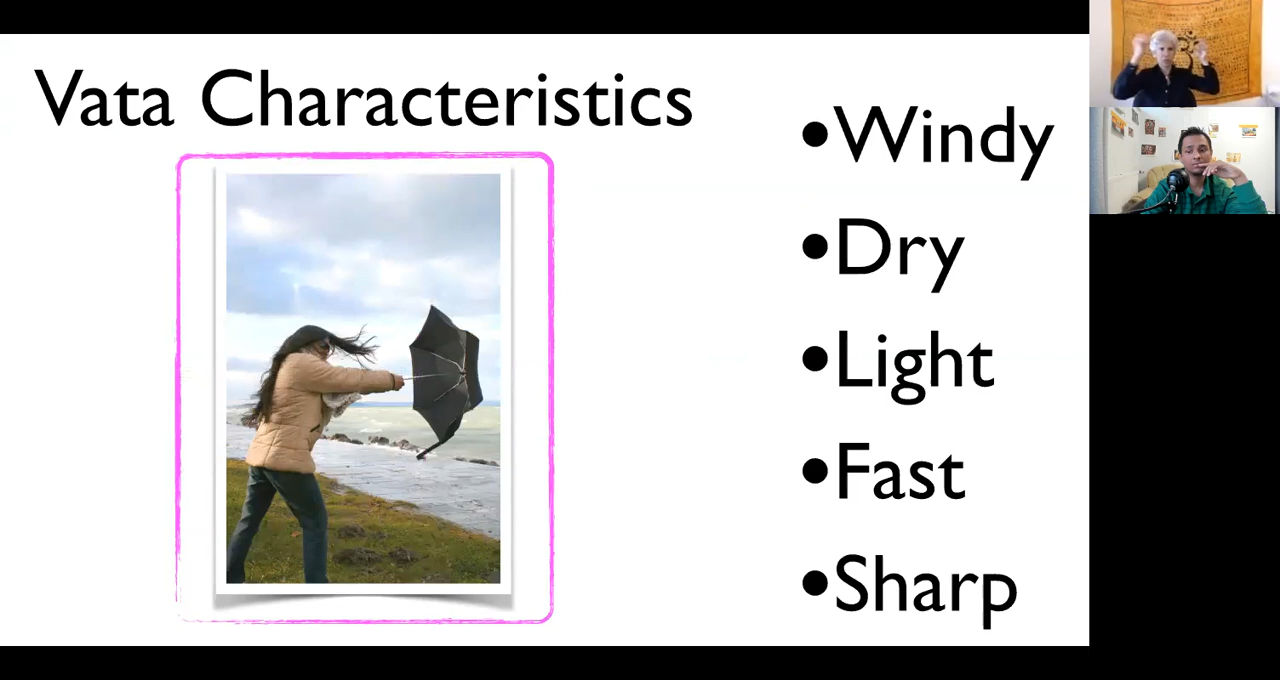 Vata Characteristics
•Windy
•Dry
•Light
•Fast
•Sharp